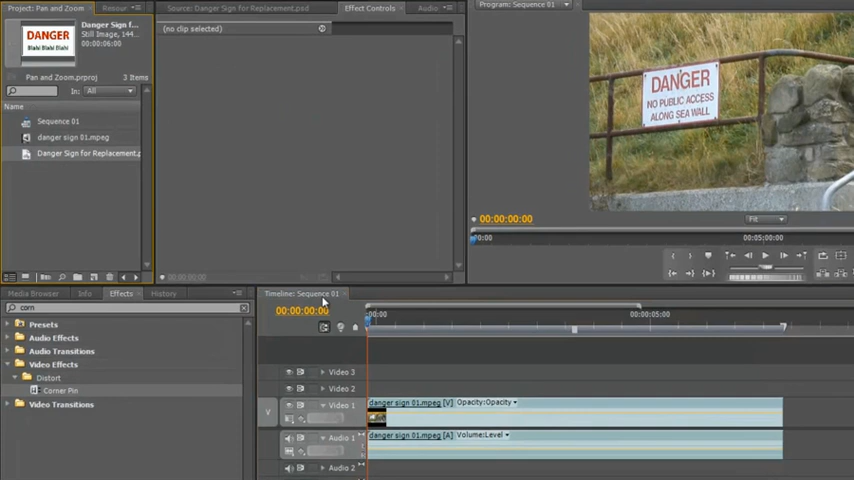 Project: Pan and Zoom
Resour
Source: Danger Sign for Replacement.psd
Effect Controls
Audio
Program: Sequence 01
DANGER
Blah! Blah! Blah!
Danger Sign f...
Still Image, 144...
00:00:06:00
(no clip selected)
Pan and Zoom.prproj
3 Items
In: All
Name
Sequence 01
danger sign 01.mpeg
Danger Sign for Replacement.p
DANGER
NO PUBLIC ACCESS
ALONG SEA WALL
00:00:00:00
Fit
00:00
00:05:00:00
00:00:00:00
Media Browser
Info
Effects
History
Timeline: Sequence 01
corn
00:00:00:00
:00:00
00:00:05:00
Presets
Audio Effects
Audio Transitions
Video Effects
Distort
Corner Pin
Video Transitions
Video 3
Video 2
V
Video 1
danger sign 01.mpeg [V] Opacity:Opacity
Audio 1
danger sign 01.mpeg [A] Volume:Level
Audio 2